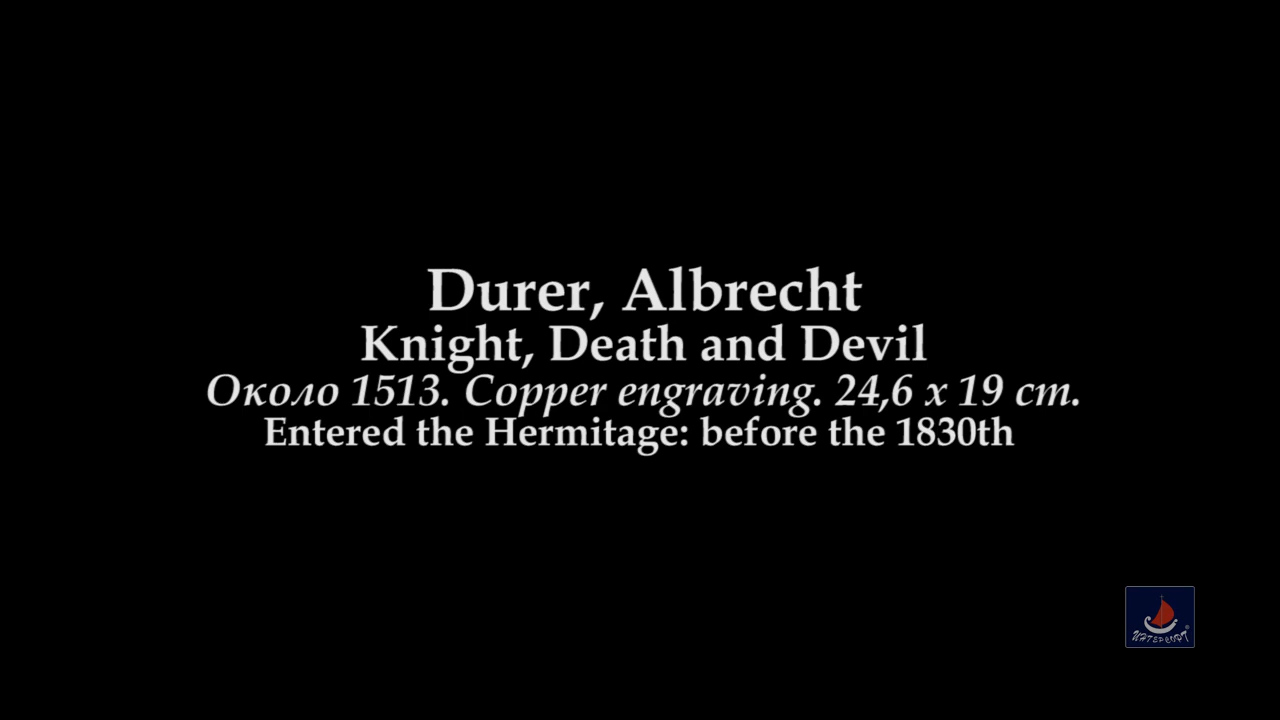 Durer, Albrecht
Knight, Death and Devil
Около 1513. Copper engraving. 24,6 x 19 cm.
Entered the Hermitage: before the 1830th
ИНТЕРСОФТ